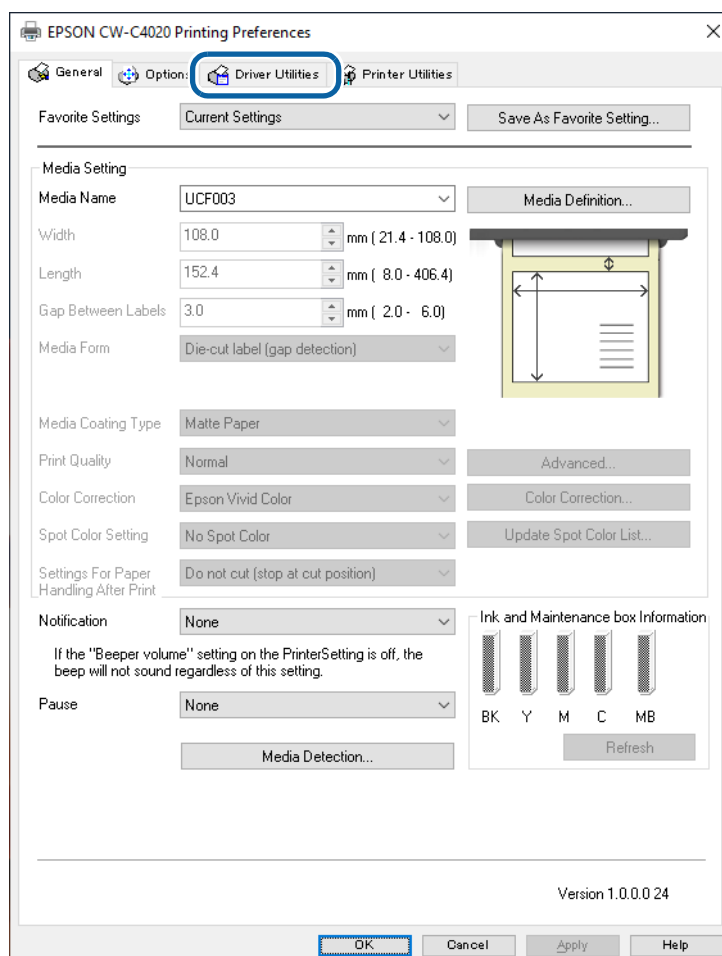 EPSON CW-C4020 Printing Preferences
General Option: Driver Utilities Printer Utilities
Favorite Settings Current Settings Save As Favorite Setting...
Media Setting
Media Name UCF003 Media Definition...
Width 108.0 mm ( 21.4 - 108.0)
Length 152.4 mm ( 8.0 - 406.4)
Gap Between Labels 3.0 mm ( 2.0 - 6.0)
Media Form Die-cut label (gap detection)
Media Coating Type Matte Paper
Print Quality Normal Advanced...
Color Correction Epson Vivid Color Color Correction...
Spot Color Setting No Spot Color Update Spot Color List...
Settings For Paper Do not cut (stop at cut position)
Handling After Print
Notification None Ink and Maintenance box Information
If the "Beeper volume" setting on the PrinterSetting is off, the
beep will not sound regardless of this setting.
Pause None
BK Y M C MB
Refresh
Media Detection...
Version 1.0.0.0 24
OK Cancel Apply Help